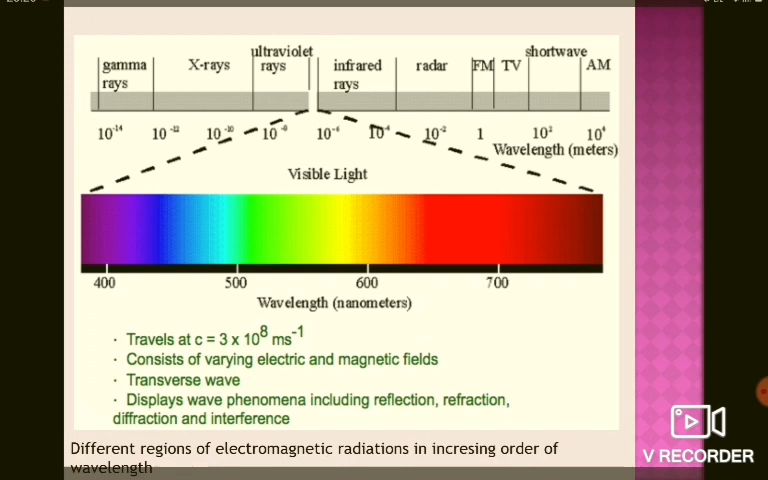 ultraviolet shortwave
gamma X-rays rays infrared radar FM TV AM
rays rays
10⁻¹⁴ 10⁻¹² 10⁻¹⁰ 10⁻⁸ 10⁻⁶ 10⁻⁴ 10⁻² 1 10² 10⁴
Wavelength (meters)
Visible Light
400 500 600 700
Wavelength (nanometers)
· Travels at c = 3 x 10⁸ ms⁻¹
· Consists of varying electric and magnetic fields
· Transverse wave
· Displays wave phenomena including reflection, refraction,
diffraction and interference
Different regions of electromagnetic radiations in incresing order of
wavelength
V RECORDER